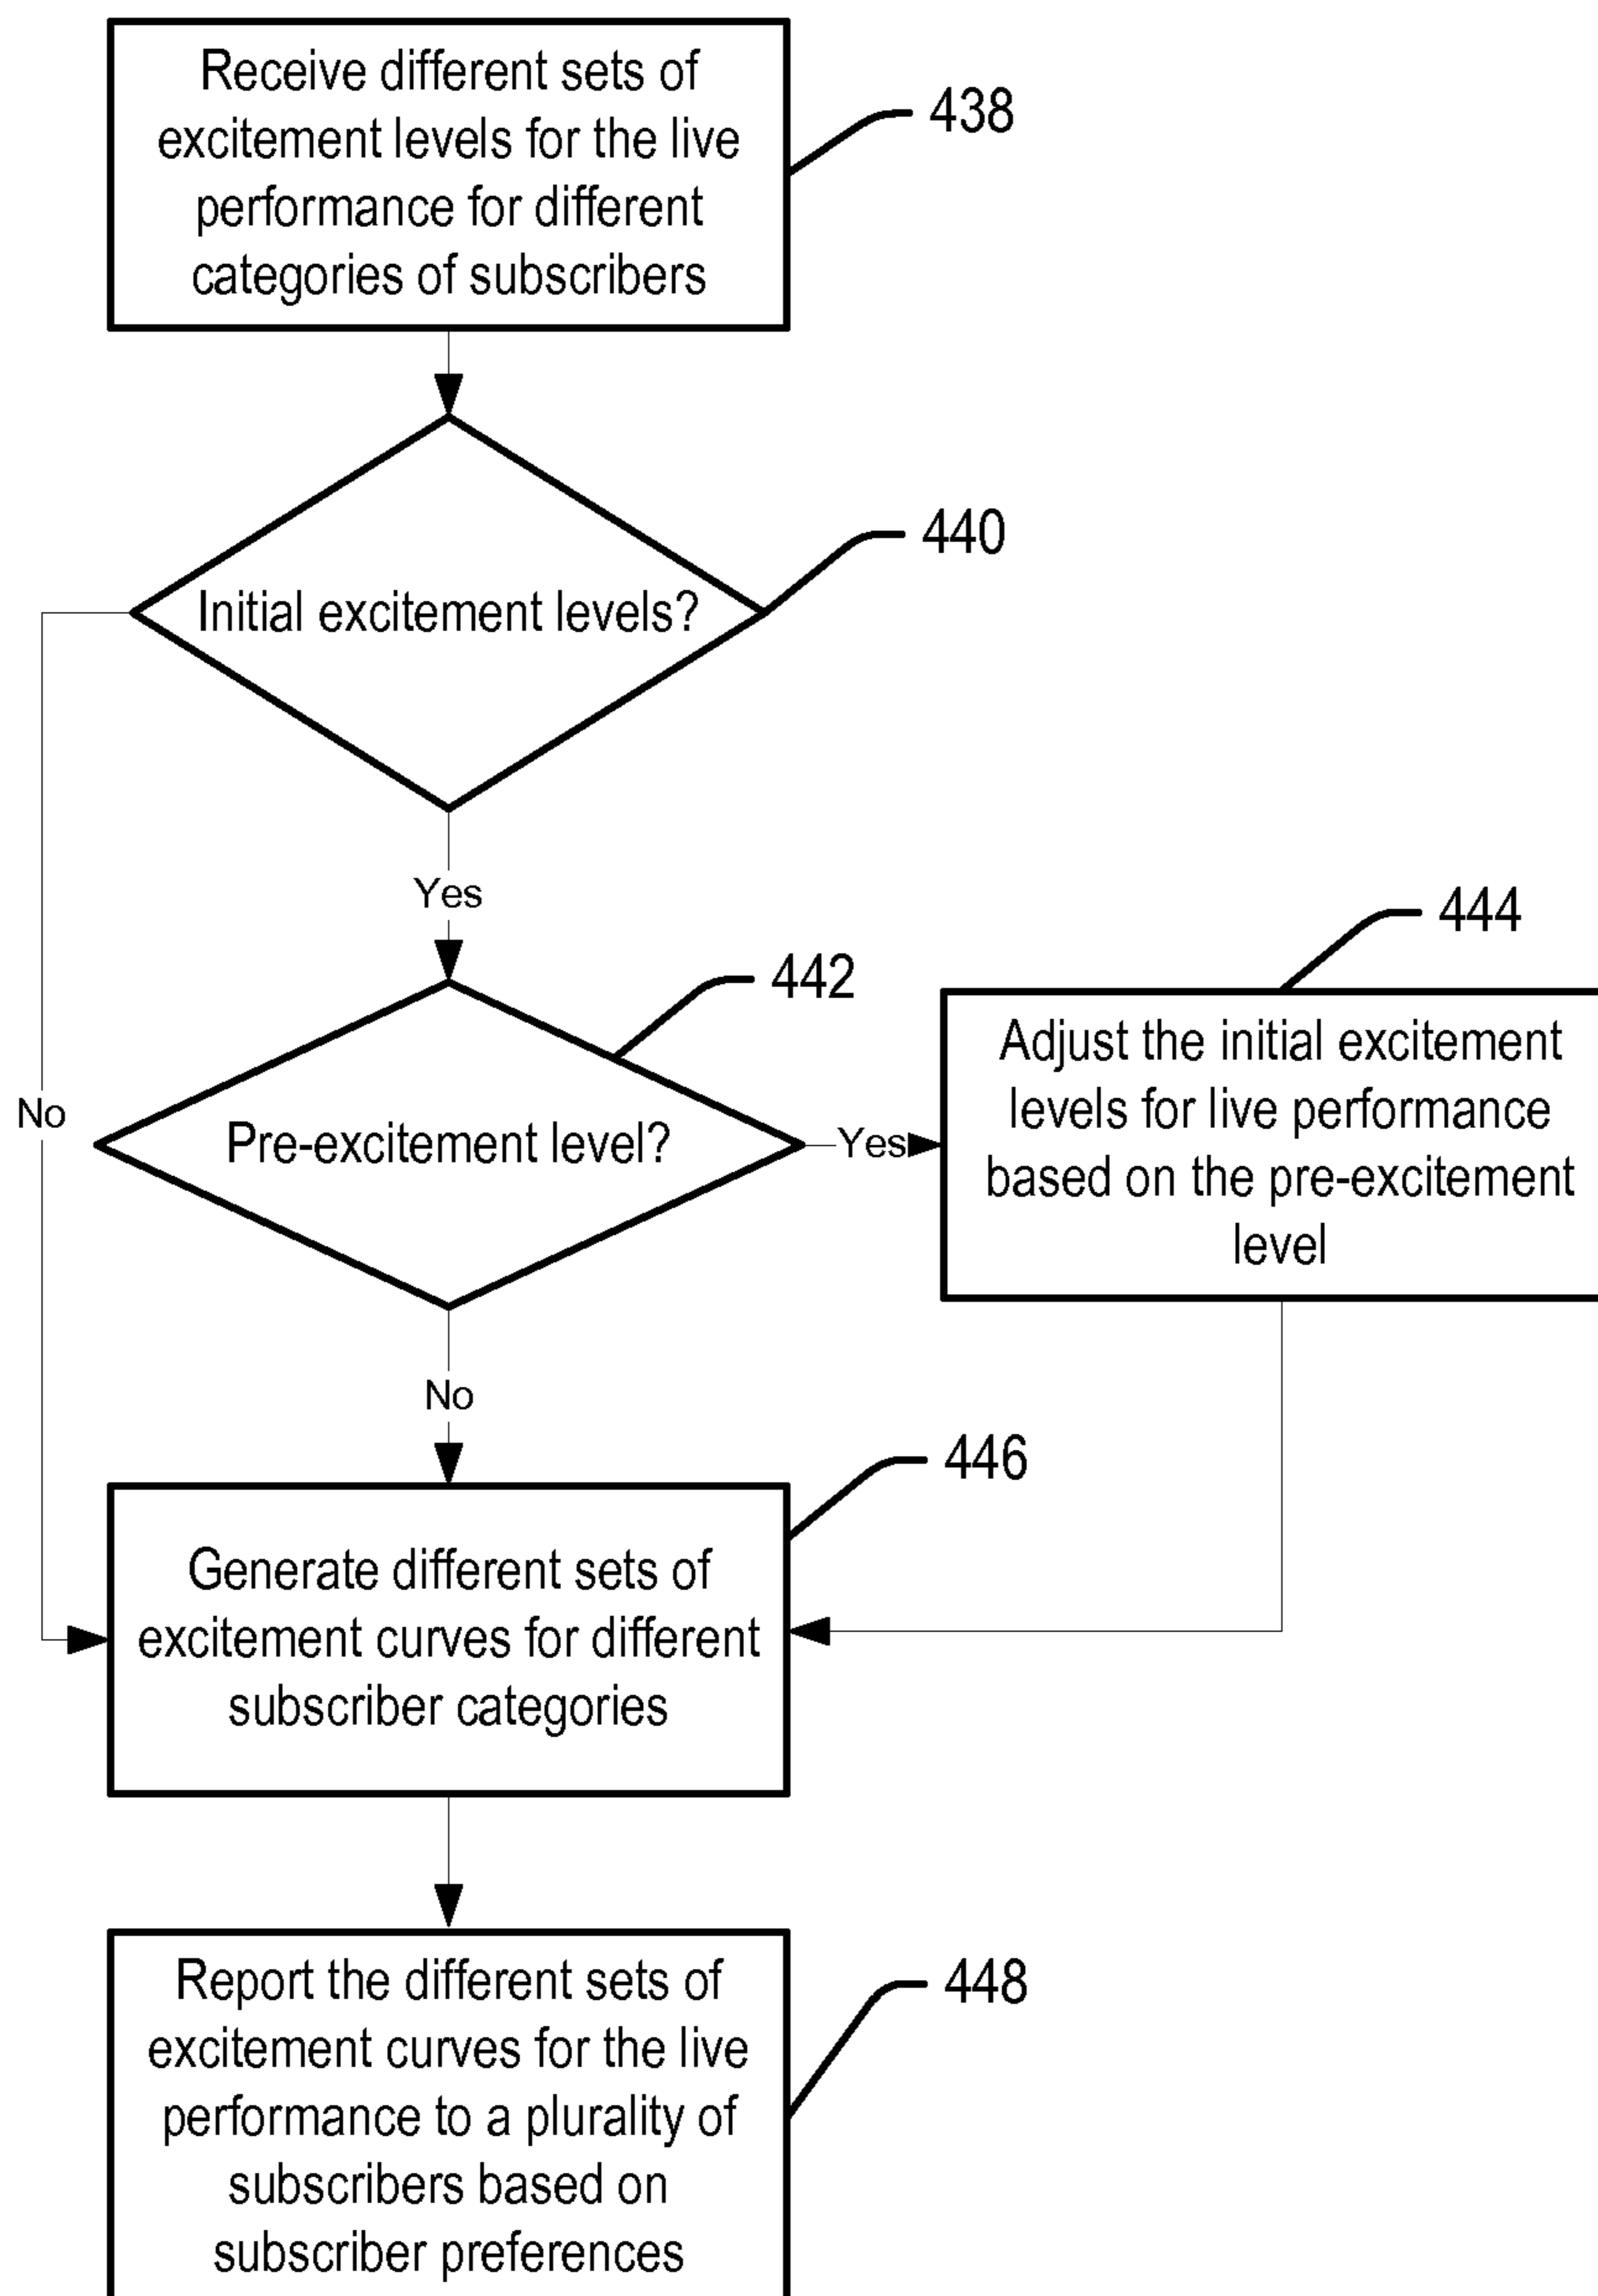 Receive different sets of
excitement levels for the live
performance for different
categories of subscribers
438
Initial excitement levels?
440
Yes
No
Pre-excitement level?
442
Yes
Adjust the initial excitement
levels for live performance
based on the pre-excitement
level
444
No
Generate different sets of
excitement curves for different
subscriber categories
446
Report the different sets of
excitement curves for the live
performance to a plurality of
subscribers based on
subscriber preferences
448